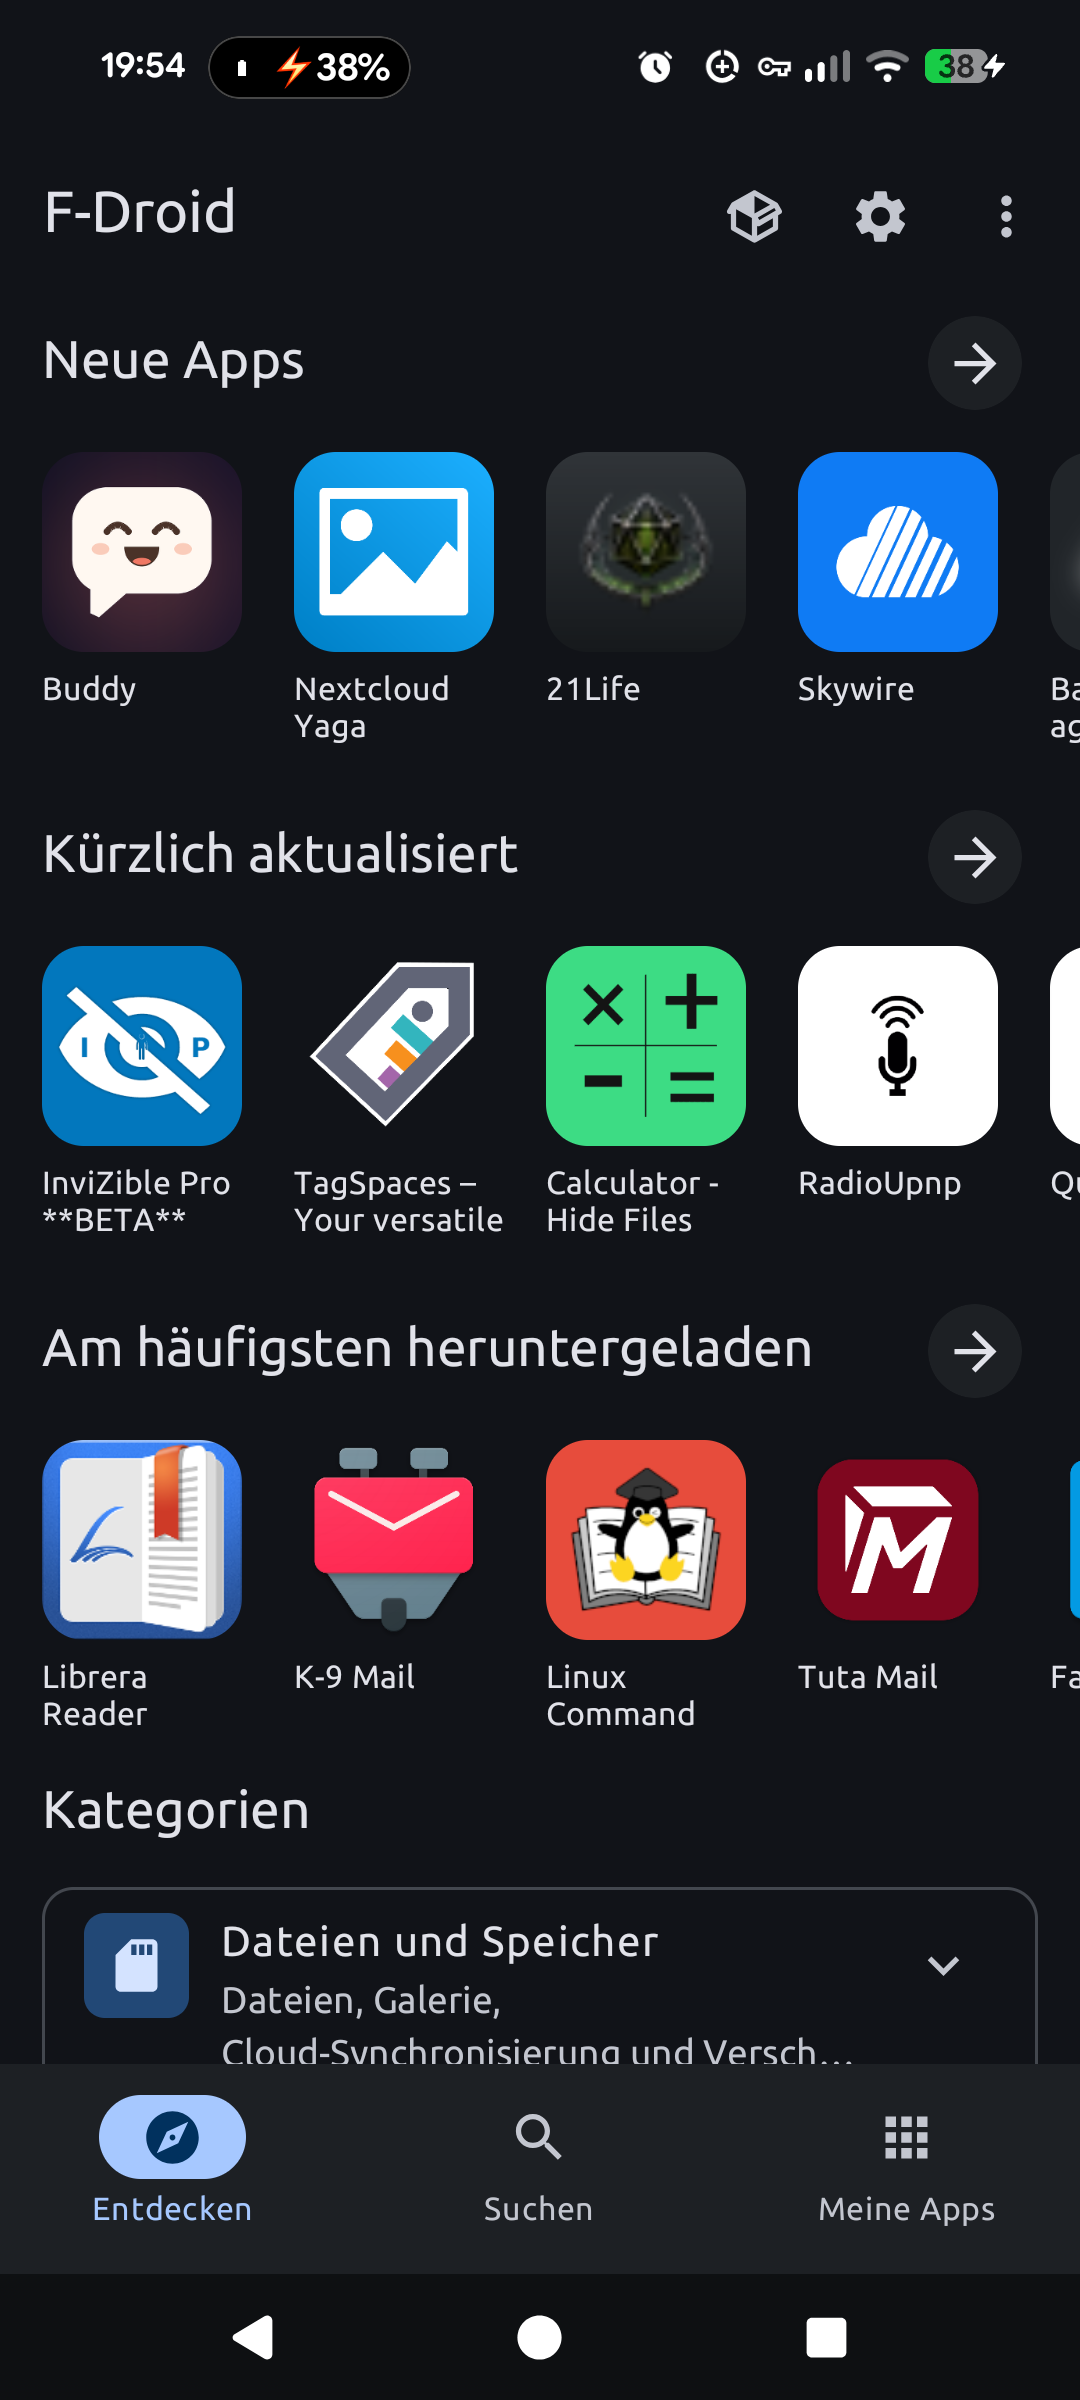 19:54 ⚡38% 38
F-Droid
Neue Apps
Buddy
Nextcloud
Yaga
21Life
Skywire
Kürzlich aktualisiert
I P
InviZible Pro
**BETA**
TagSpaces –
Your versatile
Calculator -
Hide Files
RadioUpnp
Am häufigsten heruntergeladen
Librera
Reader
K-9 Mail
Linux
Command
Tuta Mail
Kategorien
Dateien und Speicher
Dateien, Galerie,
Cloud-Synchronisierung und Versch…
Entdecken
Suchen
Meine Apps